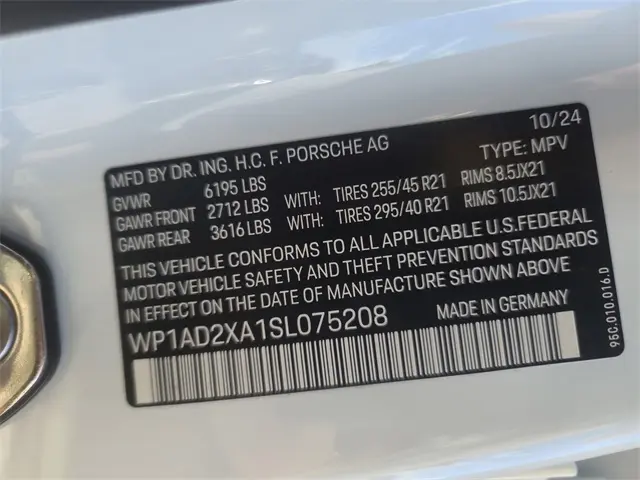 10/24
MFD BY DR. ING. H.C. F. PORSCHE AG TYPE: MPV
GVWR 6195 LBS
GAWR FRONT 2712 LBS WITH: TIRES 255/45 R21 RIMS 8.5JX21
GAWR REAR 3616 LBS WITH: TIRES 295/40 R21 RIMS 10.5JX21
THIS VEHICLE CONFORMS TO ALL APPLICABLE U.S.FEDERAL
MOTOR VEHICLE SAFETY AND THEFT PREVENTION STANDARDS
IN EFFECT ON THE DATE OF MANUFACTURE SHOWN ABOVE
WP1AD2XA1SL075208 MADE IN GERMANY
95C.010.016.D